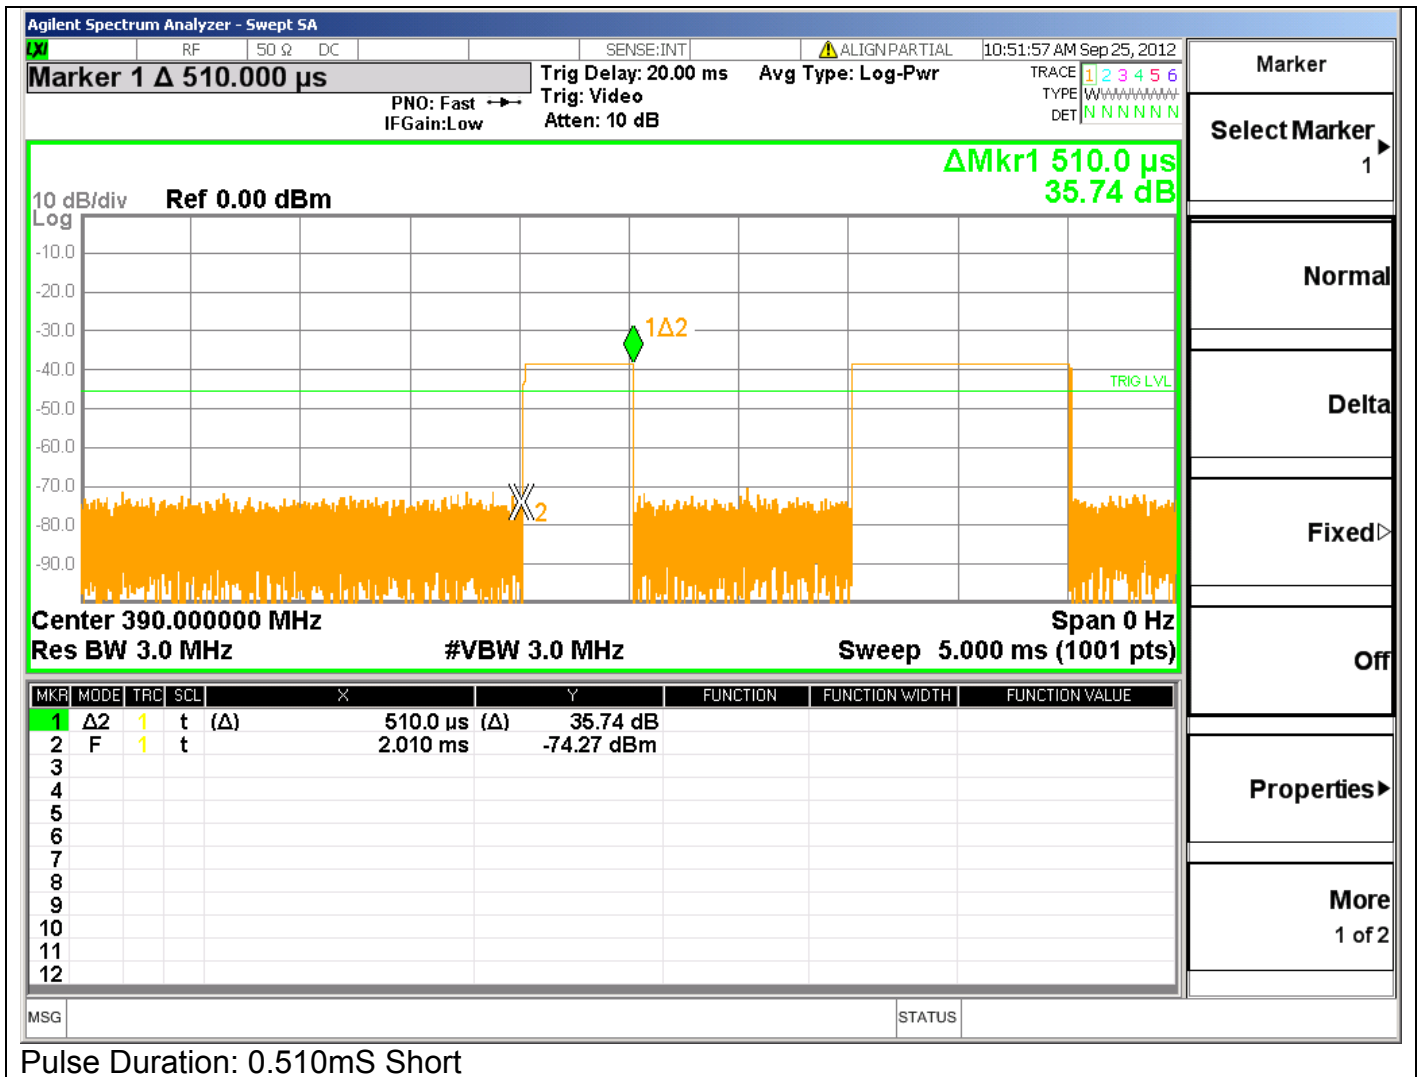 Agilent Spectrum Analyzer - Swept SA
LXI RF 50 Ω DC SENSE:INT ALIGN PARTIAL 10:51:57 AM Sep 25, 2012
Marker 1 Δ 510.000 µs
PNO: Fast
IFGain:Low
Trig Delay: 20.00 ms
Trig: Video
Atten: 10 dB
Avg Type: Log-Pwr
TRACE 1 2 3 4 5 6
TYPE WWWWWW
DET N N N N N N
ΔMkr1 510.0 µs
35.74 dB
10 dB/div Ref 0.00 dBm
Log
-10.0
-20.0
-30.0
-40.0
-50.0
-60.0
-70.0
-80.0
-90.0
1Δ2
TRIG LVL
2
Center 390.000000 MHz Span 0 Hz
Res BW 3.0 MHz #VBW 3.0 MHz Sweep 5.000 ms (1001 pts)
MKR MODE TRC SCL X Y FUNCTION FUNCTION WIDTH FUNCTION VALUE
1 Δ2 1 t (Δ) 510.0 µs (Δ) 35.74 dB
2 F 1 t 2.010 ms -74.27 dBm
3
4
5
6
7
8
9
10
11
12
MSG STATUS
Marker
Select Marker
1
Normal
Delta
Fixed
Off
Properties
More
1 of 2
Pulse Duration: 0.510mS Short